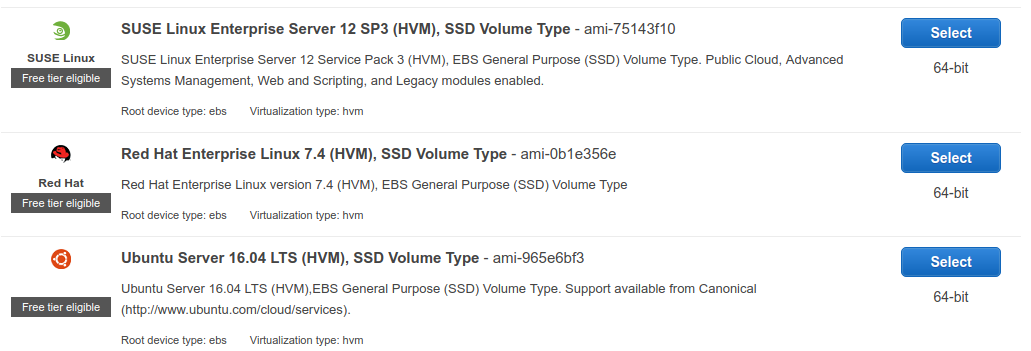 SUSE Linux Enterprise Server 12 SP3 (HVM), SSD Volume Type - ami-75143f10
Select
SUSE Linux
Free tier eligible
SUSE Linux Enterprise Server 12 Service Pack 3 (HVM), EBS General Purpose (SSD) Volume Type. Public Cloud, Advanced
Systems Management, Web and Scripting, and Legacy modules enabled.
64-bit
Root device type: ebs Virtualization type: hvm
Red Hat Enterprise Linux 7.4 (HVM), SSD Volume Type - ami-0b1e356e
Select
Red Hat
Free tier eligible
Red Hat Enterprise Linux version 7.4 (HVM), EBS General Purpose (SSD) Volume Type
64-bit
Root device type: ebs Virtualization type: hvm
Ubuntu Server 16.04 LTS (HVM), SSD Volume Type - ami-965e6bf3
Select
Free tier eligible
Ubuntu Server 16.04 LTS (HVM),EBS General Purpose (SSD) Volume Type. Support available from Canonical
(http://www.ubuntu.com/cloud/services).
64-bit
Root device type: ebs Virtualization type: hvm